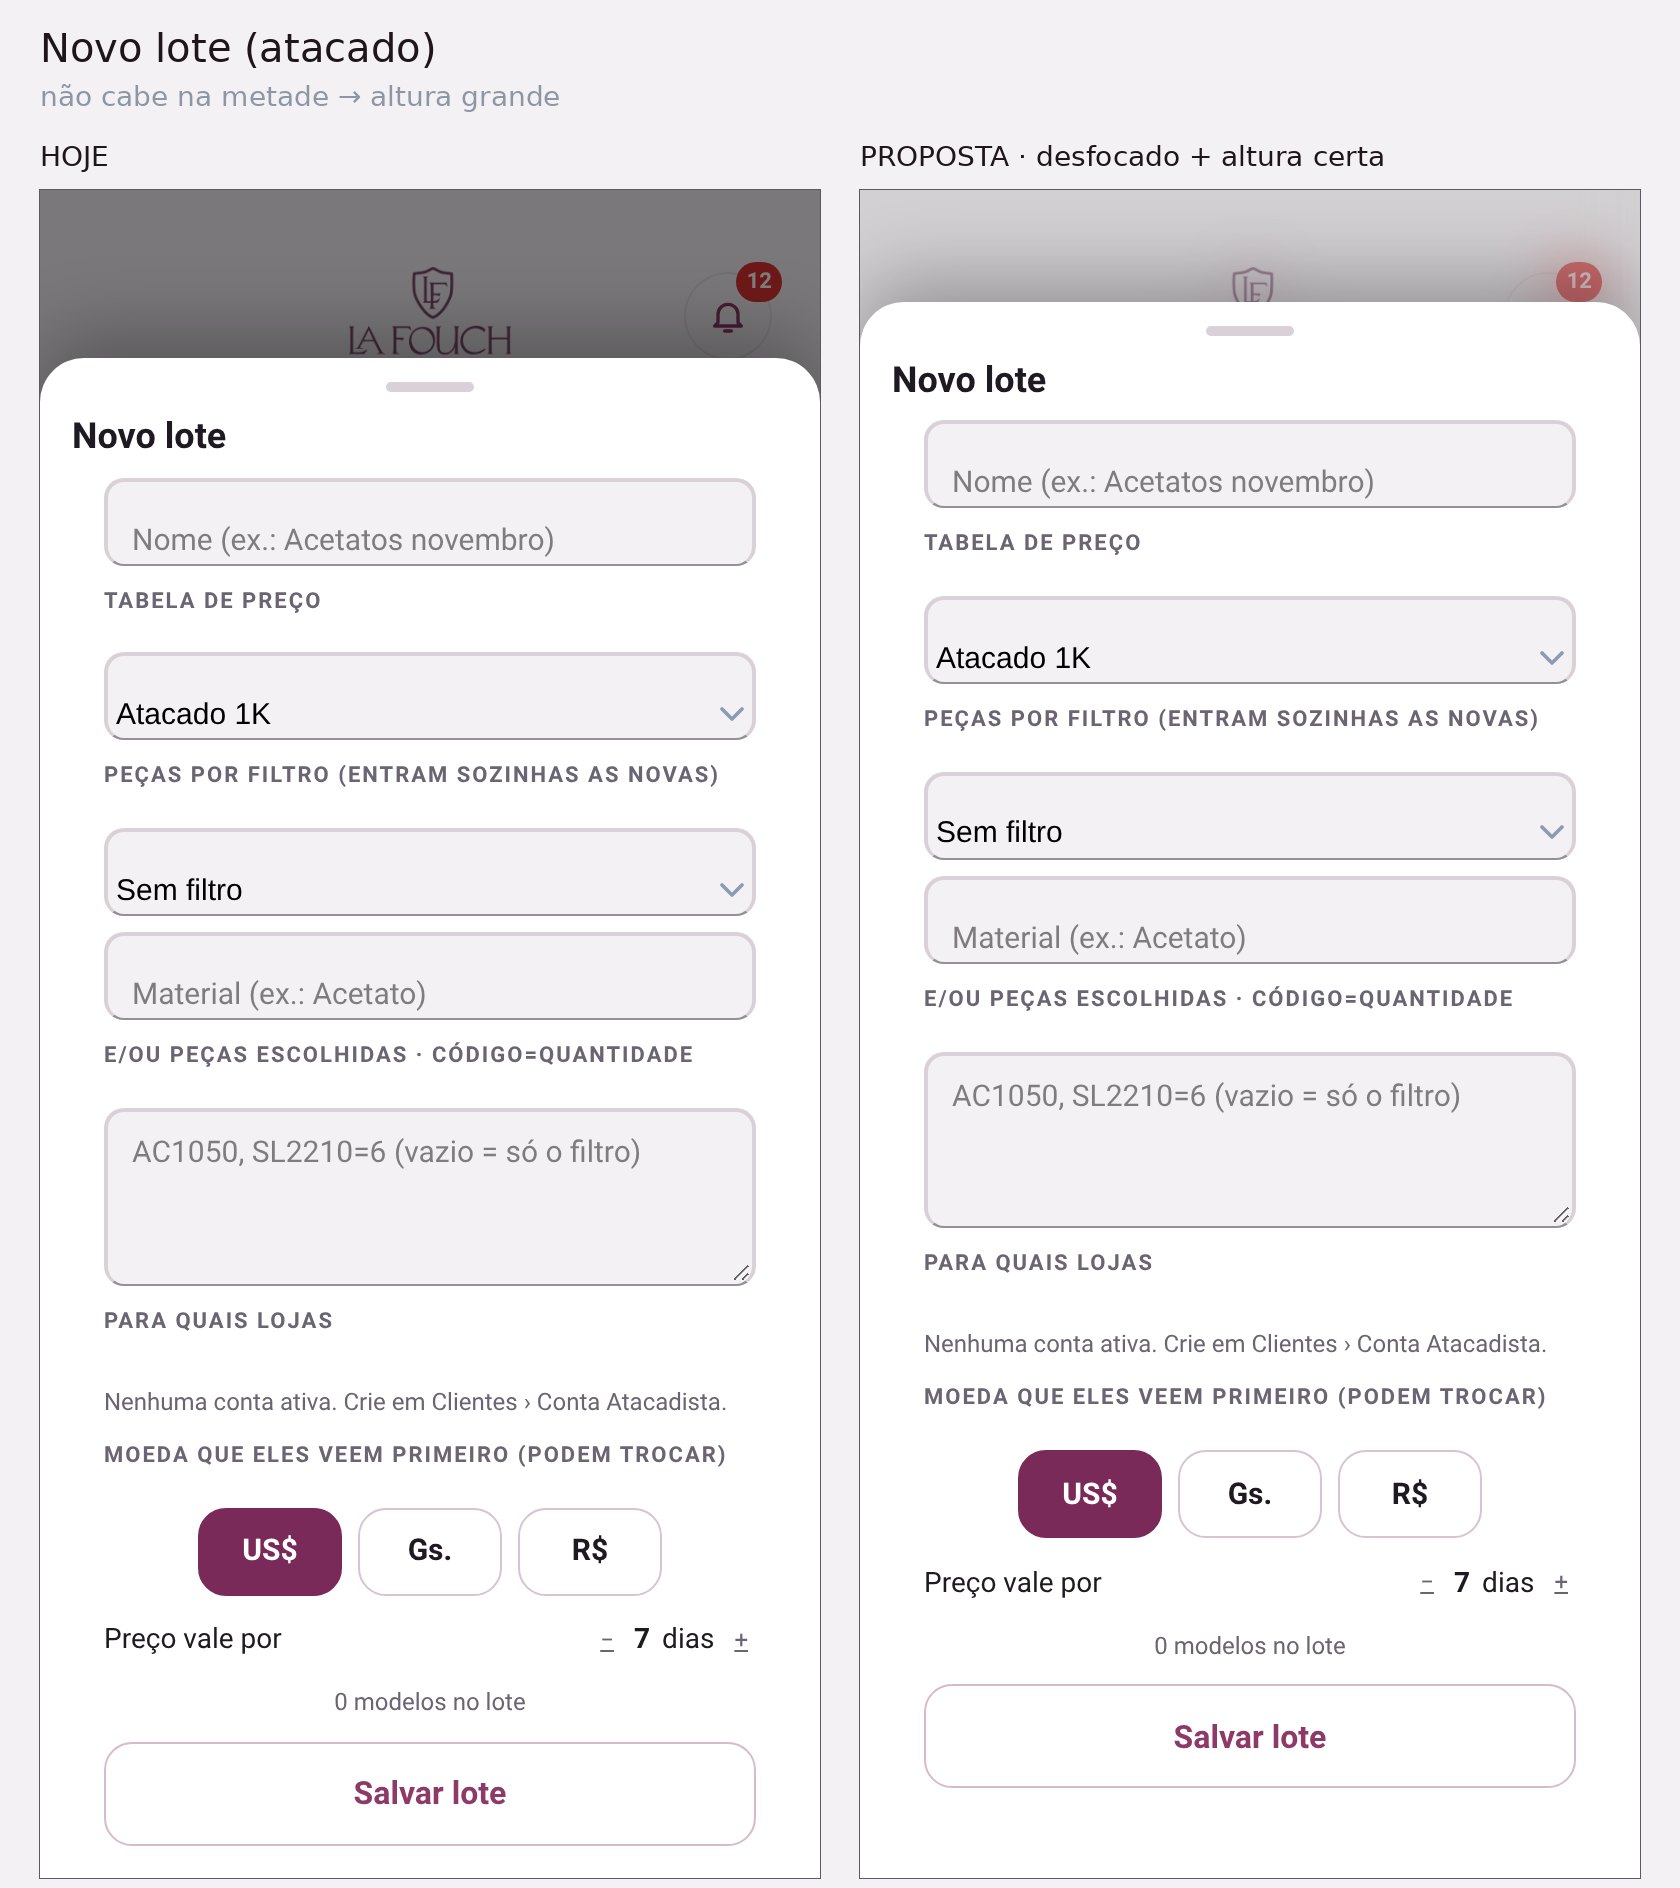 Novo lote (atacado)
não cabe na metade → altura grande
HOJE
LF
LA FOUCH
12
Novo lote
Nome (ex.: Acetatos novembro)
TABELA DE PREÇO
Atacado 1K
PEÇAS POR FILTRO (ENTRAM SOZINHAS AS NOVAS)
Sem filtro
Material (ex.: Acetato)
E/OU PEÇAS ESCOLHIDAS · CÓDIGO=QUANTIDADE
AC1050, SL2210=6 (vazio = só o filtro)
PARA QUAIS LOJAS
Nenhuma conta ativa. Crie em Clientes › Conta Atacadista.
MOEDA QUE ELES VEEM PRIMEIRO (PODEM TROCAR)
US$ Gs. R$
Preço vale por − 7 dias +
0 modelos no lote
Salvar lote
PROPOSTA · desfocado + altura certa
LF
12
Novo lote
Nome (ex.: Acetatos novembro)
TABELA DE PREÇO
Atacado 1K
PEÇAS POR FILTRO (ENTRAM SOZINHAS AS NOVAS)
Sem filtro
Material (ex.: Acetato)
E/OU PEÇAS ESCOLHIDAS · CÓDIGO=QUANTIDADE
AC1050, SL2210=6 (vazio = só o filtro)
PARA QUAIS LOJAS
Nenhuma conta ativa. Crie em Clientes › Conta Atacadista.
MOEDA QUE ELES VEEM PRIMEIRO (PODEM TROCAR)
US$ Gs. R$
Preço vale por − 7 dias +
0 modelos no lote
Salvar lote